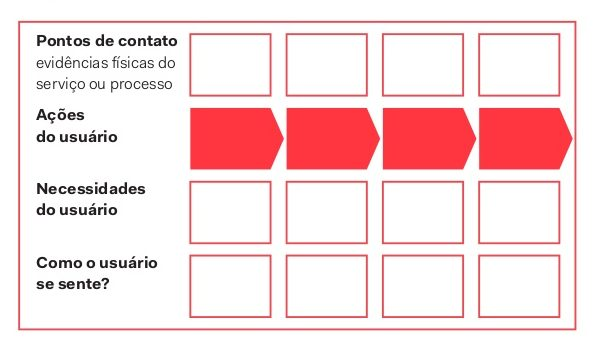 Pontos de contato
evidências físicas do
serviço ou processo
Ações
do usuário
Necessidades
do usuário
Como o usuário
se sente?